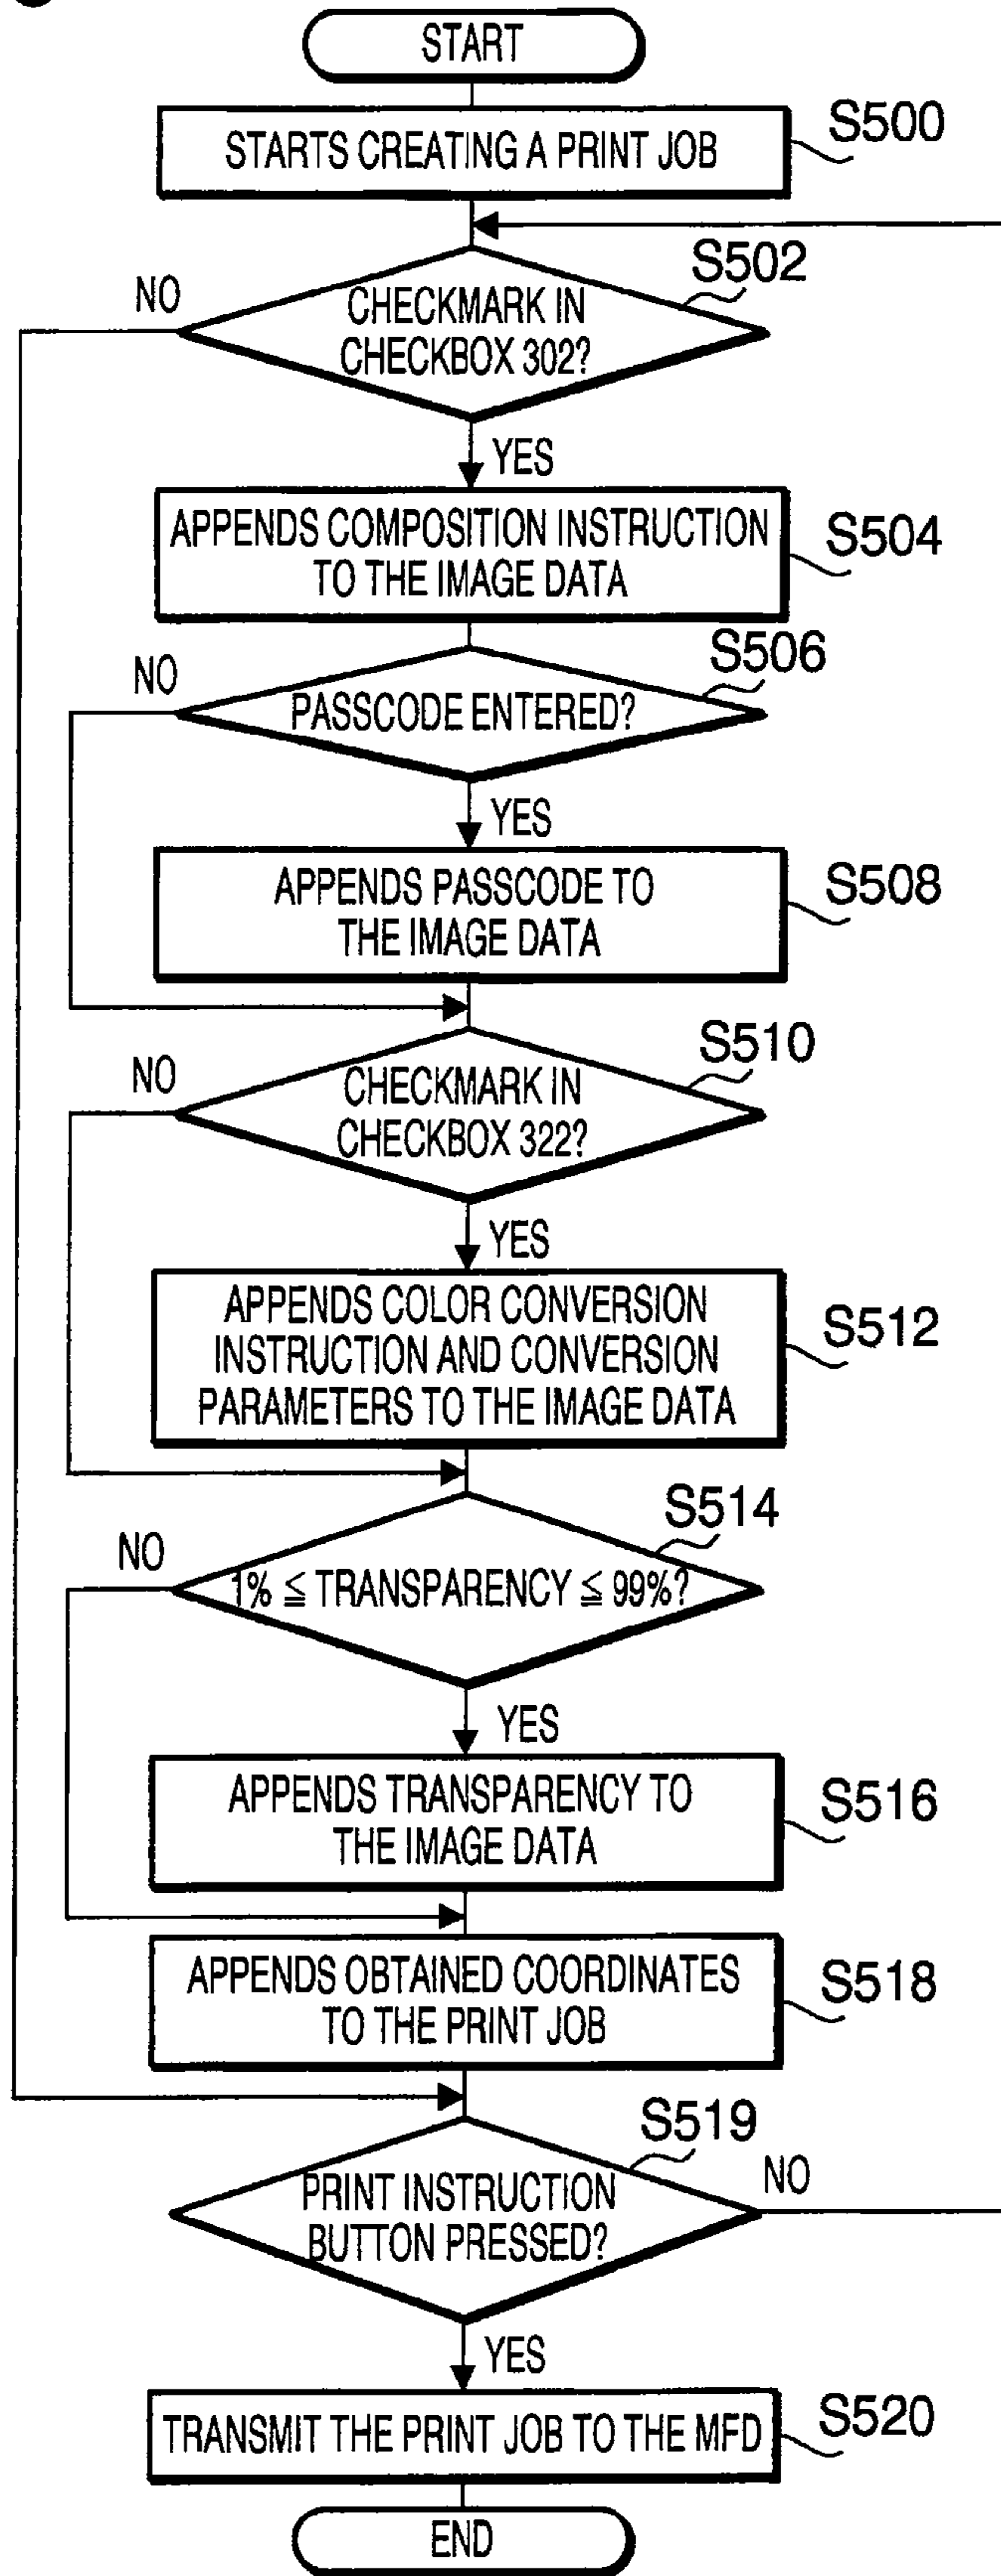 START
STARTS CREATING A PRINT JOB
S500
S502
NO
CHECKMARK IN
CHECKBOX 302?
YES
APPENDS COMPOSITION INSTRUCTION
TO THE IMAGE DATA
S504
S506
NO
PASSCODE ENTERED?
YES
APPENDS PASSCODE TO
THE IMAGE DATA
S508
S510
NO
CHECKMARK IN
CHECKBOX 322?
YES
APPENDS COLOR CONVERSION
INSTRUCTION AND CONVERSION
PARAMETERS TO THE IMAGE DATA
S512
S514
NO
1% ≦ TRANSPARENCY ≦ 99%?
YES
APPENDS TRANSPARENCY TO
THE IMAGE DATA
S516
APPENDS OBTAINED COORDINATES
TO THE PRINT JOB
S518
S519
PRINT INSTRUCTION
BUTTON PRESSED?
NO
YES
TRANSMIT THE PRINT JOB TO THE MFD
S520
END